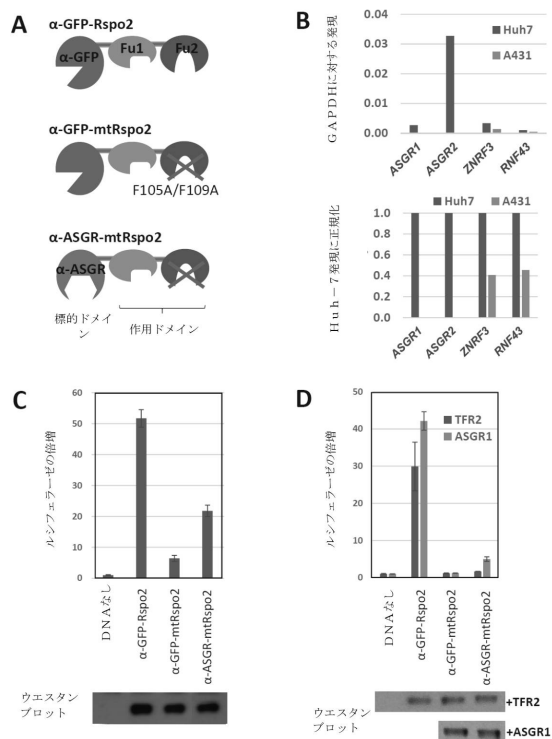 A
α-GFP-Rspo2
α-GFP
Fu1
Fu2
α-GFP-mtRspo2
F105A/F109A
α-ASGR-mtRspo2
α-ASGR
標的ドメイ
ン
作用ドメイン
B
GAPDHに対する発現
0.04
0.03
0.02
0.01
0.00
Huh7
A431
ASGR1
ASGR2
ZNRF3
RNF43
Huh-7発現に正規化
Huh7
A431
1.0
0.8
0.6
0.4
0.2
0.0
ASGR1
ASGR2
ZNRF3
RNF43
C
ルシフェラーゼの倍増
60
50
40
30
20
10
0
DNAなし
α-GFP-Rspo2
α-GFP-mtRspo2
α-ASGR-mtRspo2
ウエスタン
ブロット
D
ルシフェラーゼの倍増
50
40
30
20
10
0
TFR2
ASGR1
DNAなし
α-GFP-Rspo2
α-GFP-mtRspo2
α-ASGR-mtRspo2
ウエスタン
ブロット
+TFR2
+ASGR1